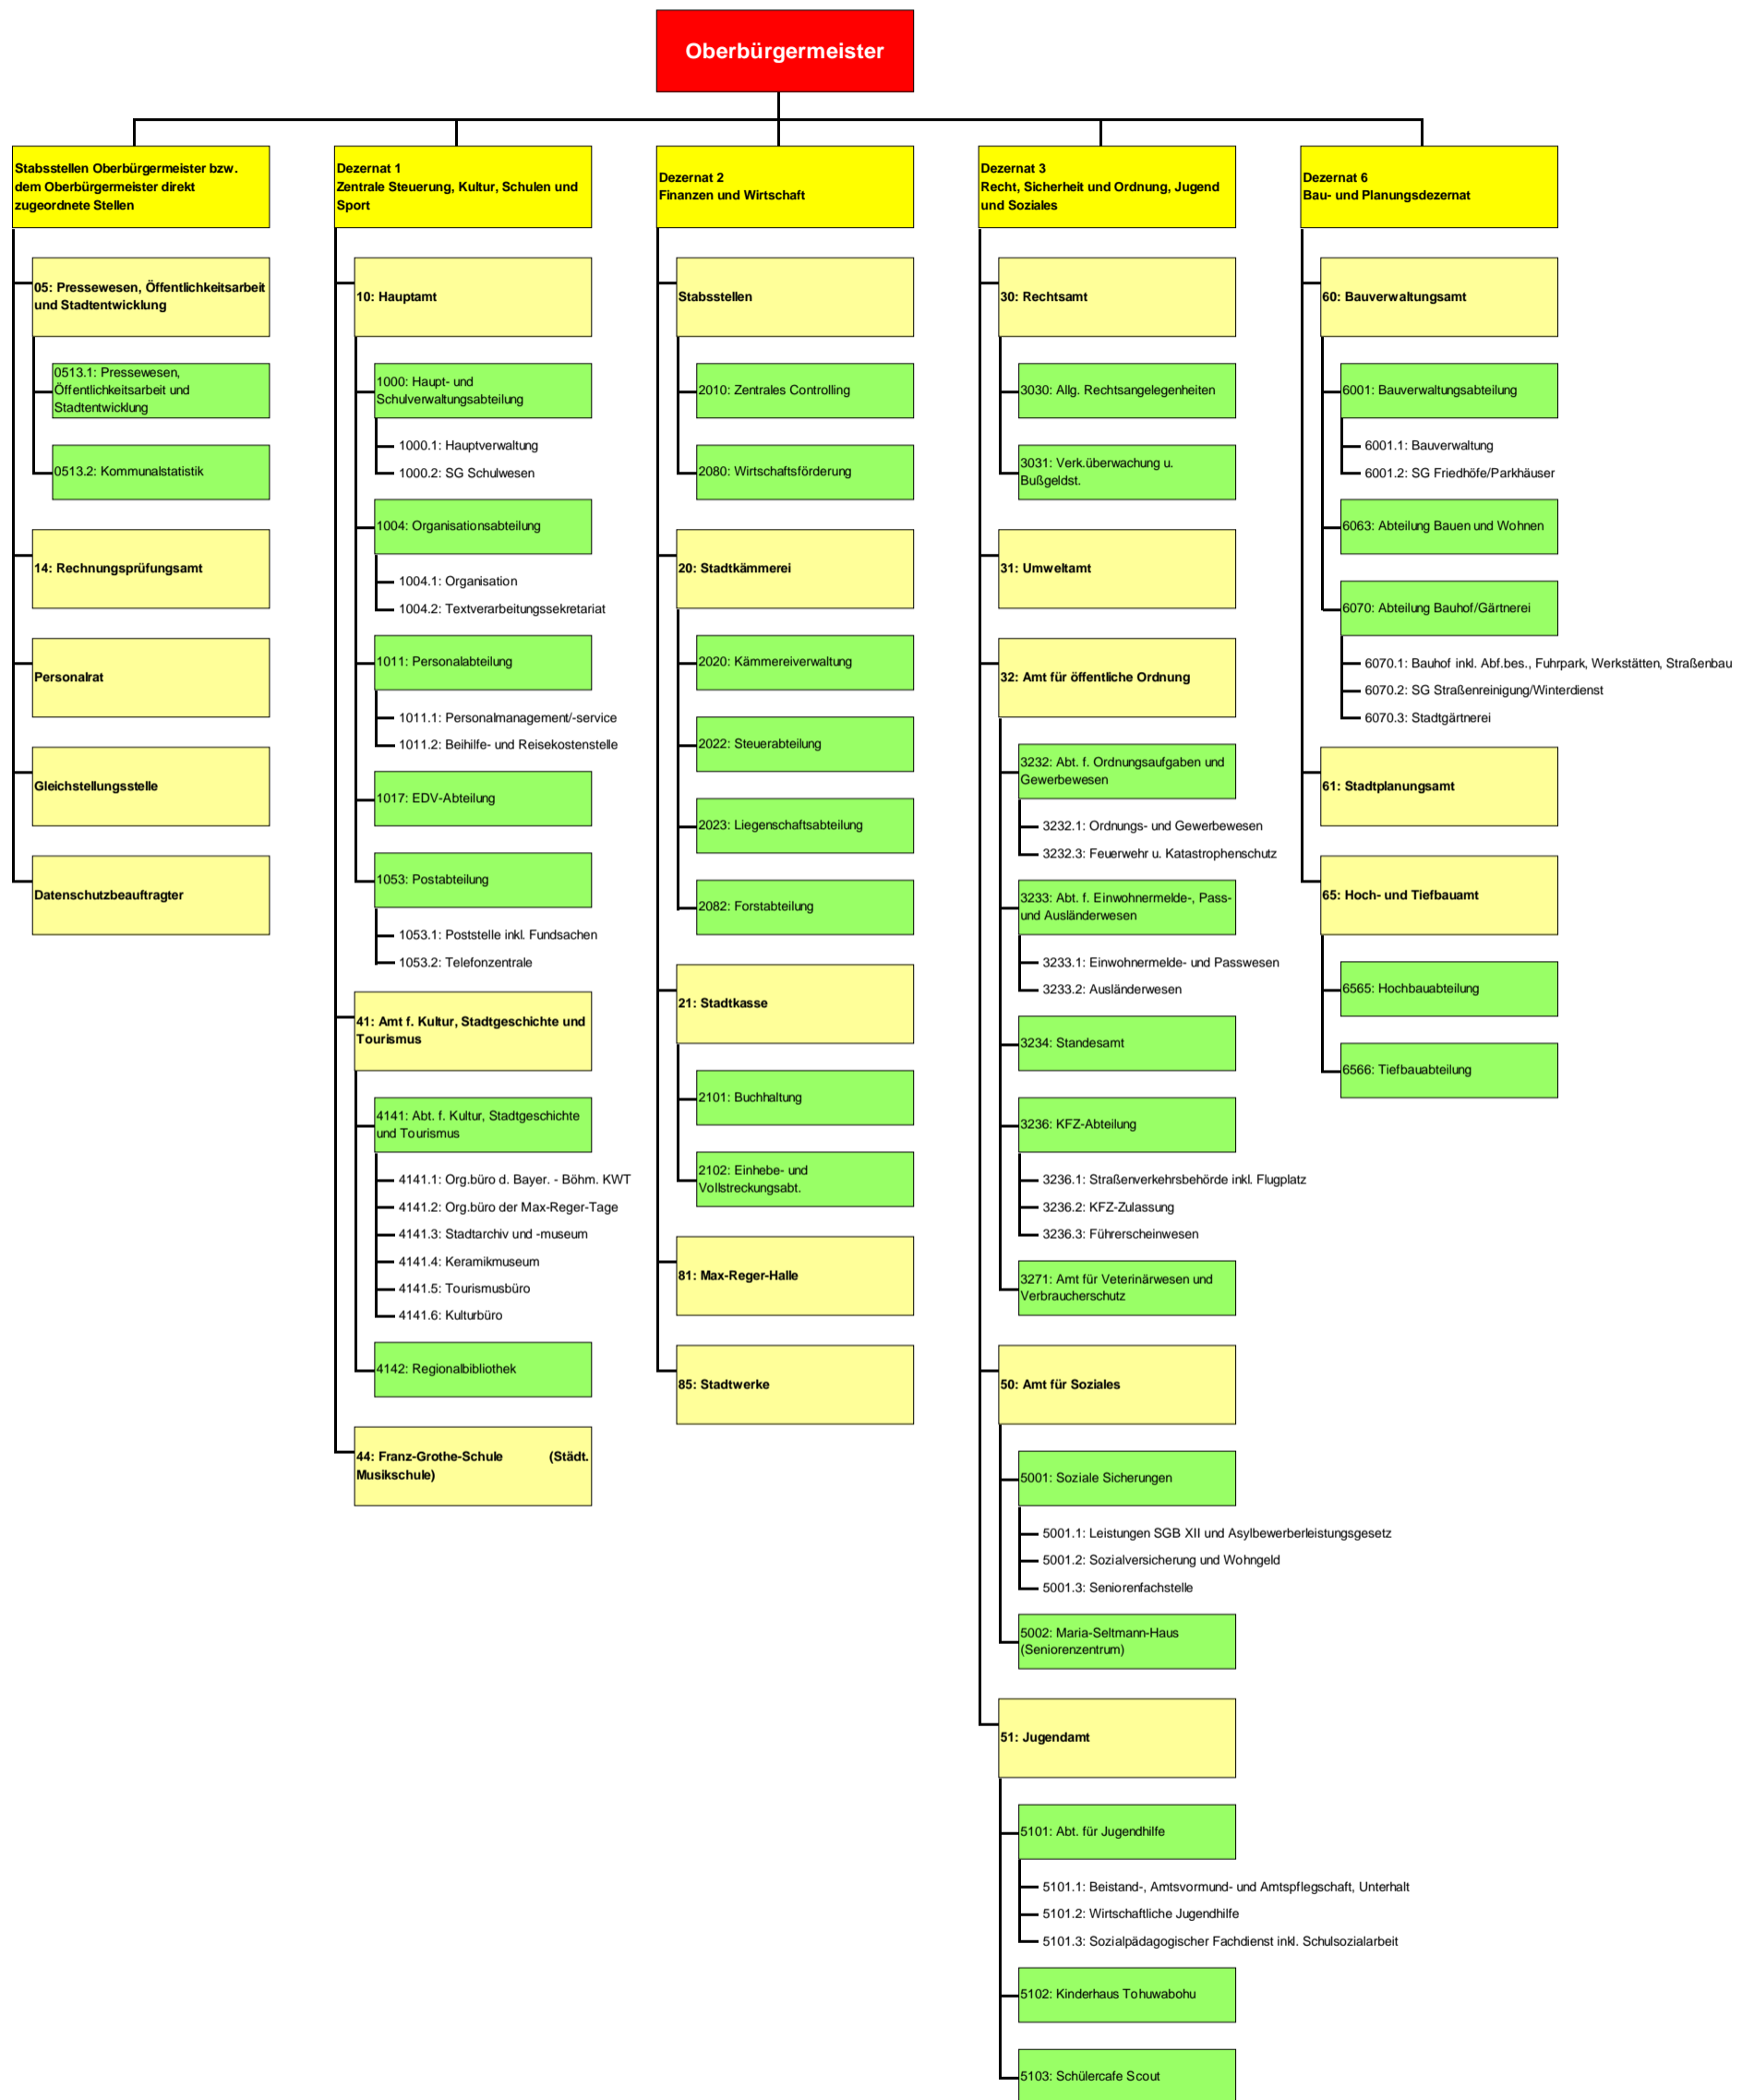 Oberbürgermeister
Stabsstellen Oberbürgermeister bzw.
dem Oberbürgermeister direkt
zugeordnete Stellen
05: Pressewesen, Öffentlichkeitsarbeit
und Stadtentwicklung
0513.1: Pressewesen,
Öffentlichkeitsarbeit und
Stadtentwicklung
0513.2: Kommunalstatistik
14: Rechnungsprüfungsamt
Personalrat
Gleichstellungsstelle
Datenschutzbeauftragter
Dezernat 1
Zentrale Steuerung, Kultur, Schulen und
Sport
10: Hauptamt
1000: Haupt- und
Schulverwaltungsabteilung
1000.1: Hauptverwaltung
1000.2: SG Schulwesen
1004: Organisationsabteilung
1004.1: Organisation
1004.2: Textverarbeitungssekretariat
1011: Personalabteilung
1011.1: Personalmanagement/-service
1011.2: Beihilfe- und Reisekostenstelle
1017: EDV-Abteilung
1053: Postabteilung
1053.1: Poststelle inkl. Fundsachen
1053.2: Telefonzentrale
41: Amt f. Kultur, Stadtgeschichte und
Tourismus
4141: Abt. f. Kultur, Stadtgeschichte
und Tourismus
4141.1: Org.büro d. Bayer. - Böhm. KWT
4141.2: Org.büro der Max-Reger-Tage
4141.3: Stadtarchiv und -museum
4141.4: Keramikmuseum
4141.5: Tourismusbüro
4141.6: Kulturbüro
4142: Regionalbibliothek
44: Franz-Grothe-Schule (Städt.
Musikschule)
Dezernat 2
Finanzen und Wirtschaft
Stabsstellen
2010: Zentrales Controlling
2080: Wirtschaftsförderung
20: Stadtkämmerei
2020: Kämmereiverwaltung
2022: Steuerabteilung
2023: Liegenschaftsabteilung
2082: Forstabteilung
21: Stadtkasse
2101: Buchhaltung
2102: Einhebe- und
Vollstreckungsabt.
81: Max-Reger-Halle
85: Stadtwerke
Dezernat 3
Recht, Sicherheit und Ordnung, Jugend
und Soziales
30: Rechtsamt
3030: Allg. Rechtsangelegenheiten
3031: Verk.überwachung u.
Bußgeldst.
31: Umweltamt
32: Amt für öffentliche Ordnung
3232: Abt. f. Ordnungsaufgaben und
Gewerbewesen
3232.1: Ordnungs- und Gewerbewesen
3232.3: Feuerwehr u. Katastrophenschutz
3233: Abt. f. Einwohnermelde-, Pass-
und Ausländerwesen
3233.1: Einwohnermelde- und Passwesen
3233.2: Ausländerwesen
3234: Standesamt
3236: KFZ-Abteilung
3236.1: Straßenverkehrsbehörde inkl. Flugplatz
3236.2: KFZ-Zulassung
3236.3: Führerscheinwesen
3271: Amt für Veterinärwesen und
Verbraucherschutz
50: Amt für Soziales
5001: Soziale Sicherungen
5001.1: Leistungen SGB XII und Asylbewerberleistungsgesetz
5001.2: Sozialversicherung und Wohngeld
5001.3: Seniorenfachstelle
5002: Maria-Seltmann-Haus
(Seniorenzentrum)
51: Jugendamt
5101: Abt. für Jugendhilfe
5101.1: Beistand-, Amtsvormund- und Amtspflegschaft, Unterhalt
5101.2: Wirtschaftliche Jugendhilfe
5101.3: Sozialpädagogischer Fachdienst inkl. Schulsozialarbeit
5102: Kinderhaus Tohuwabohu
5103: Schülercafe Scout
Dezernat 6
Bau- und Planungsdezernat
60: Bauverwaltungsamt
6001: Bauverwaltungsabteilung
6001.1: Bauverwaltung
6001.2: SG Friedhöfe/Parkhäuser
6063: Abteilung Bauen und Wohnen
6070: Abteilung Bauhof/Gärtnerei
6070.1: Bauhof inkl. Abf.bes., Fuhrpark, Werkstätten, Straßenbau
6070.2: SG Straßenreinigung/Winterdienst
6070.3: Stadtgärtnerei
61: Stadtplanungsamt
65: Hoch- und Tiefbauamt
6565: Hochbauabteilung
6566: Tiefbauabteilung